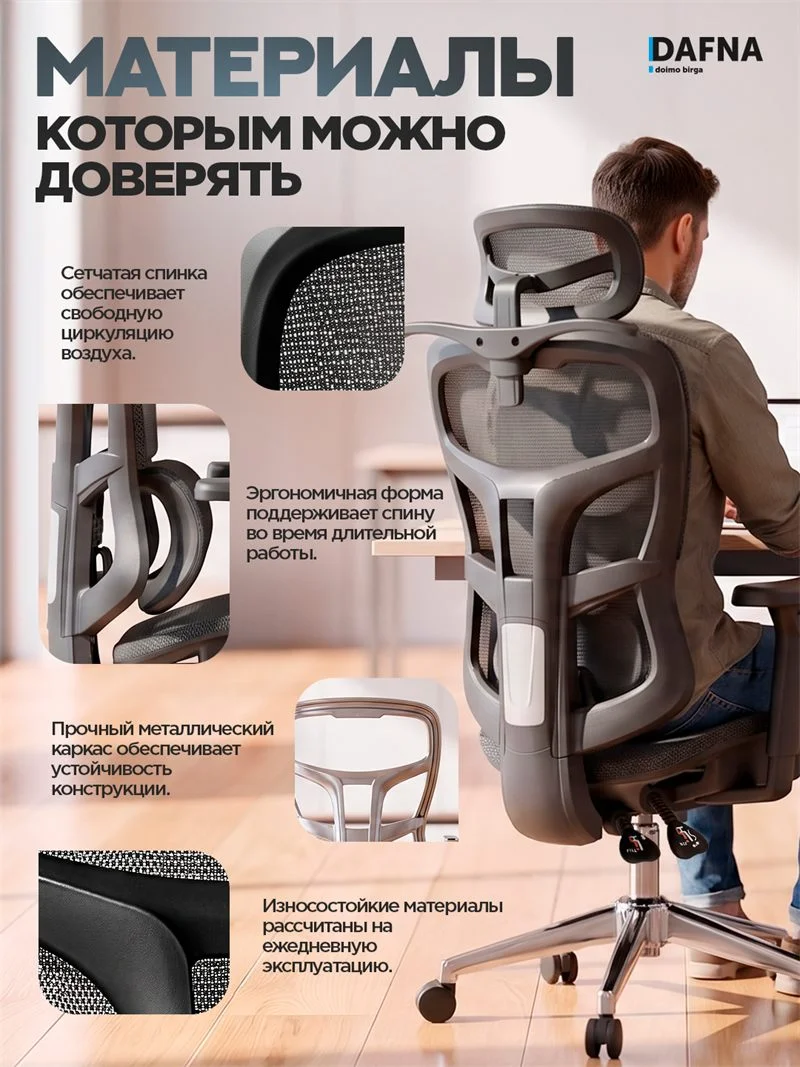 МАТЕРИАЛЫ
КОТОРЫМ МОЖНО
ДОВЕРЯТЬ
DAFNA
doimo birga
Сетчатая спинка
обеспечивает
свободную
циркуляцию
воздуха.
Эргономичная форма
поддерживает спину
во время длительной
работы.
Прочный металлический
каркас обеспечивает
устойчивость
конструкции.
Износостойкие материалы
рассчитаны на
ежедневную
эксплуатацию.